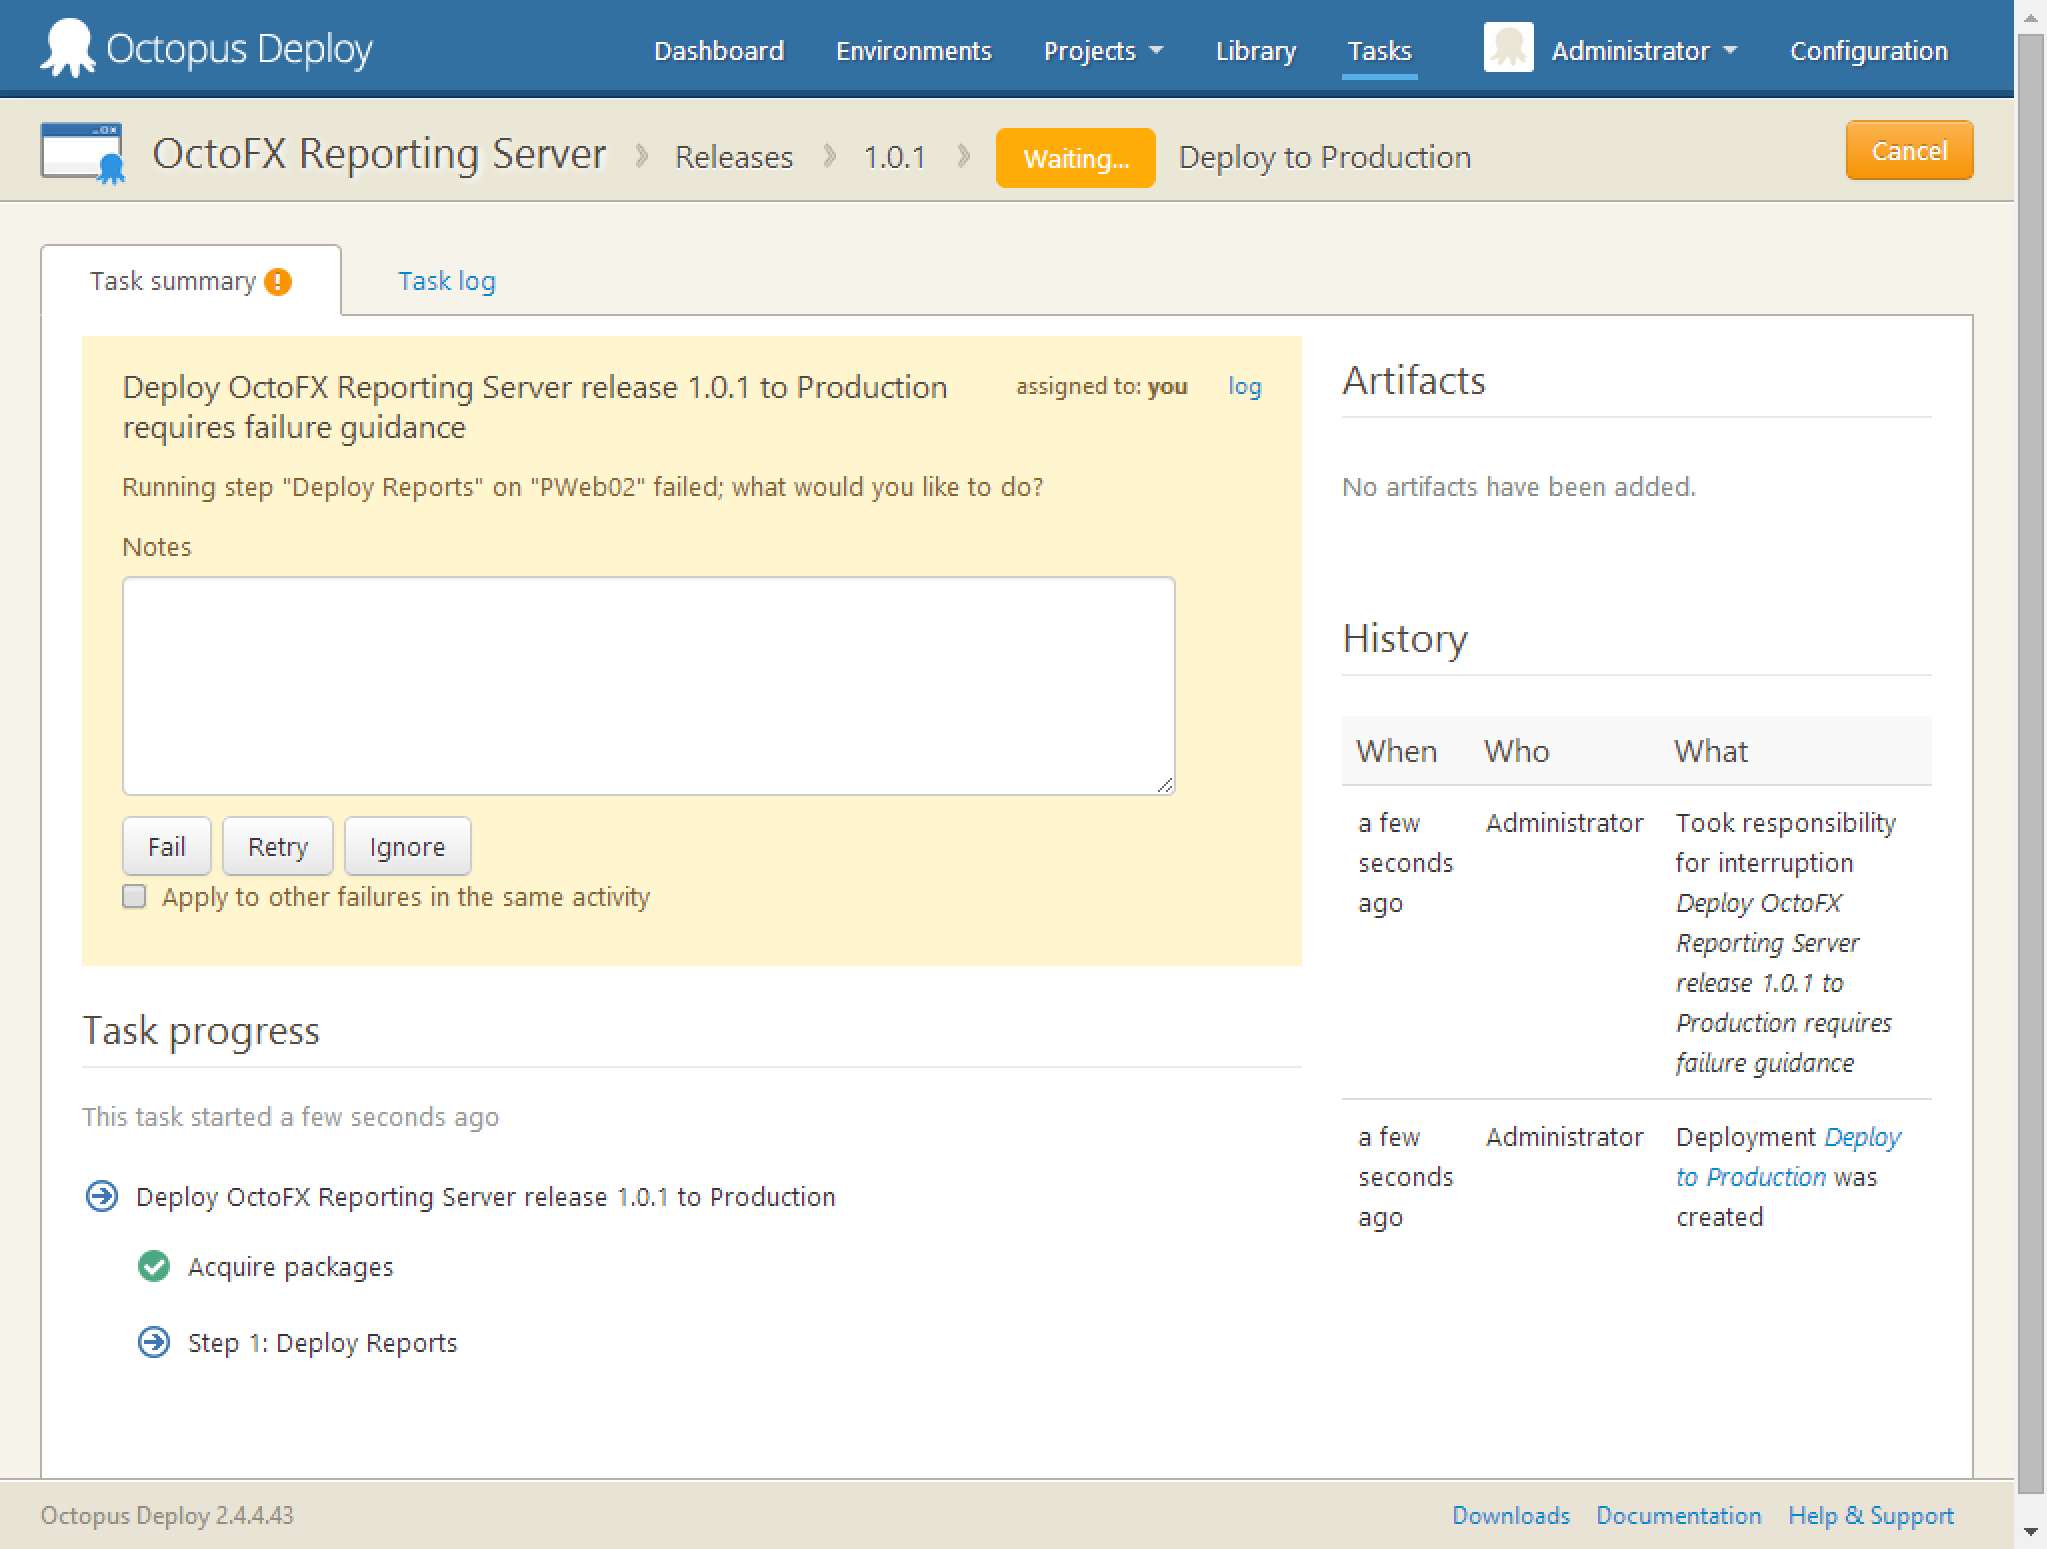 Octopus Deploy
Dashboard Environments Projects Library Tasks Administrator Configuration
OctoFX Reporting Server Releases 1.0.1 Waiting... Deploy to Production Cancel
Task summary ! Task log
Deploy OctoFX Reporting Server release 1.0.1 to Production
requires failure guidance
assigned to: you log
Running step "Deploy Reports" on "PWeb02" failed; what would you like to do?
Notes
Fail Retry Ignore
Apply to other failures in the same activity
Task progress
This task started a few seconds ago
Deploy OctoFX Reporting Server release 1.0.1 to Production
Acquire packages
Step 1: Deploy Reports
Artifacts
No artifacts have been added.
History
When Who What
a few Administrator Took responsibility
seconds for interruption
ago Deploy OctoFX
Reporting Server
release 1.0.1 to
Production requires
failure guidance
a few Administrator Deployment Deploy
seconds to Production was
ago created
Octopus Deploy 2.4.4.43
Downloads Documentation Help & Support